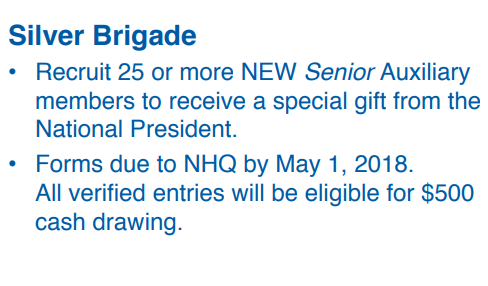 Silver Brigade
• Recruit 25 or more NEW Senior Auxiliary
members to receive a special gift from the
National President.
• Forms due to NHQ by May 1, 2018.
All verified entries will be eligible for $500
cash drawing.